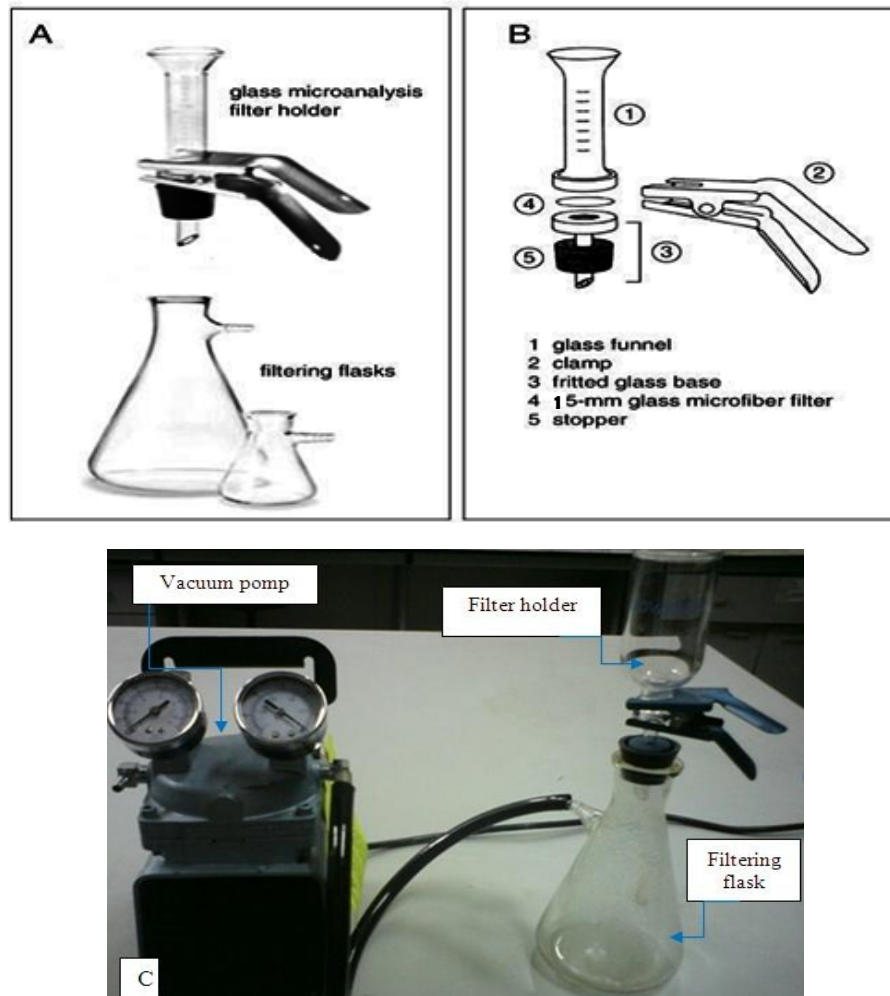 A
glass microanalysis
filter holder
filtering flasks
B
1
2
4
5
3
1 glass funnel
2 clamp
3 fritted glass base
4 15-mm glass microfiber filter
5 stopper
Vacuum pomp
Filter holder
Filtering
flask
C